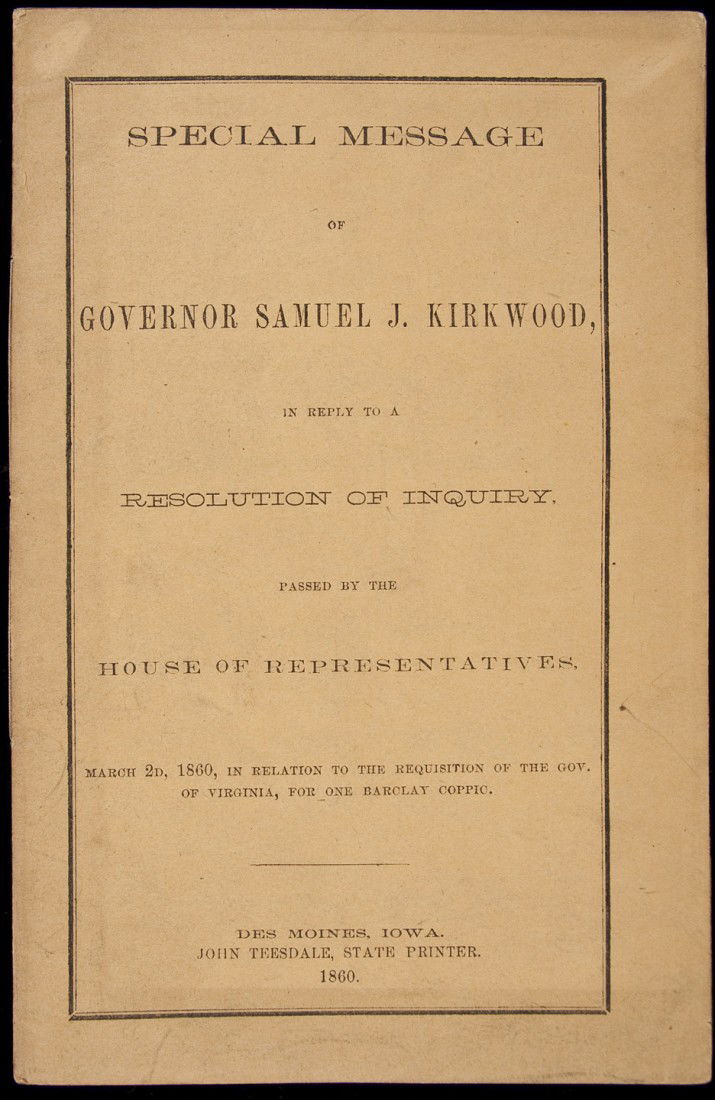 SPECIAL MESSAGE
OF
GOVERNOR SAMUEL J. KIRKWOOD,
IN REPLY TO A
RESOLUTION OF INQUIRY,
PASSED BY THE
HOUSE OF REPRESENTATIVES,
MARCH 2D, 1860, IN RELATION TO THE REQUISITION OF THE GOV.
OF VIRGINIA, FOR ONE BARCLAY COPPIC.
DES MOINES, IOWA.
JOHN TEESDALE, STATE PRINTER.
1860.